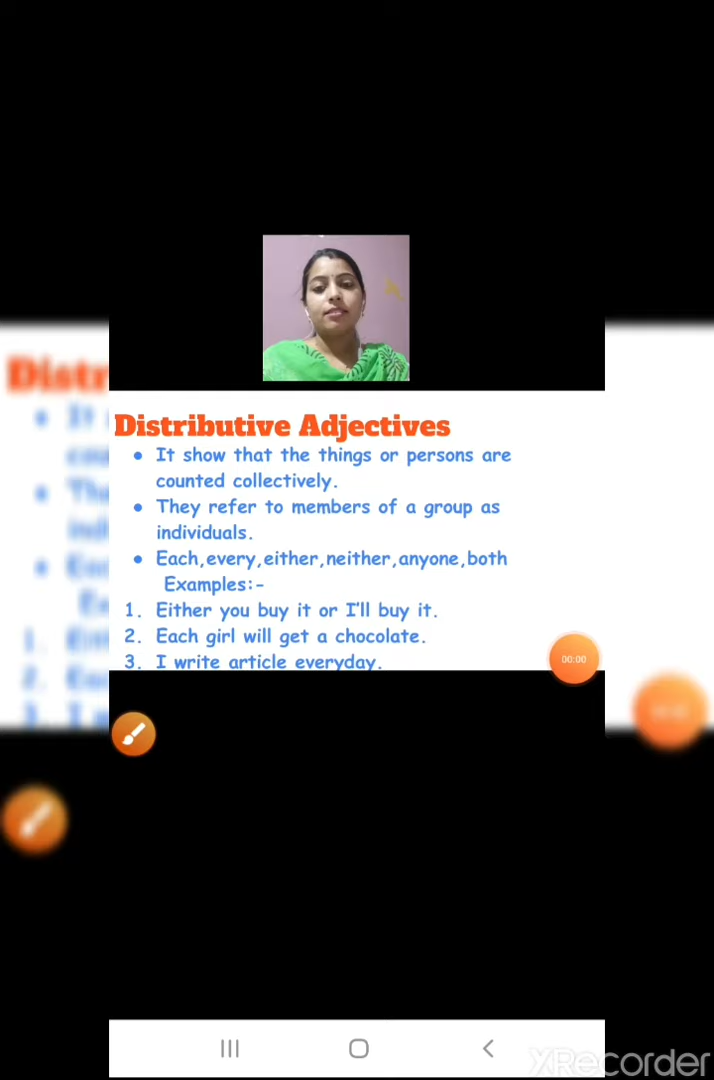 Distributive Adjectives
● It show that the things or persons are
counted collectively.
● They refer to members of a group as
individuals.
● Each,every,either,neither,anyone,both
Examples:-
1. Either you buy it or I'll buy it.
2. Each girl will get a chocolate.
3. I write article everyday.
00:00
XRecorder